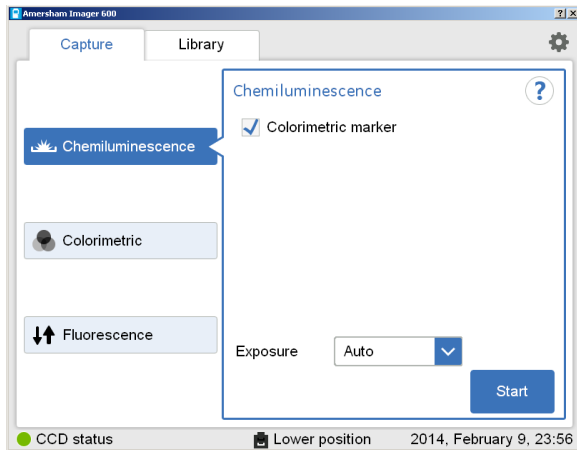 Amersham Imager 600
Capture
Library
Chemiluminescence
?
Colorimetric marker
Chemiluminescence
Colorimetric
Fluorescence
Exposure
Auto
Start
CCD status
Lower position
2014, February 9, 23:56